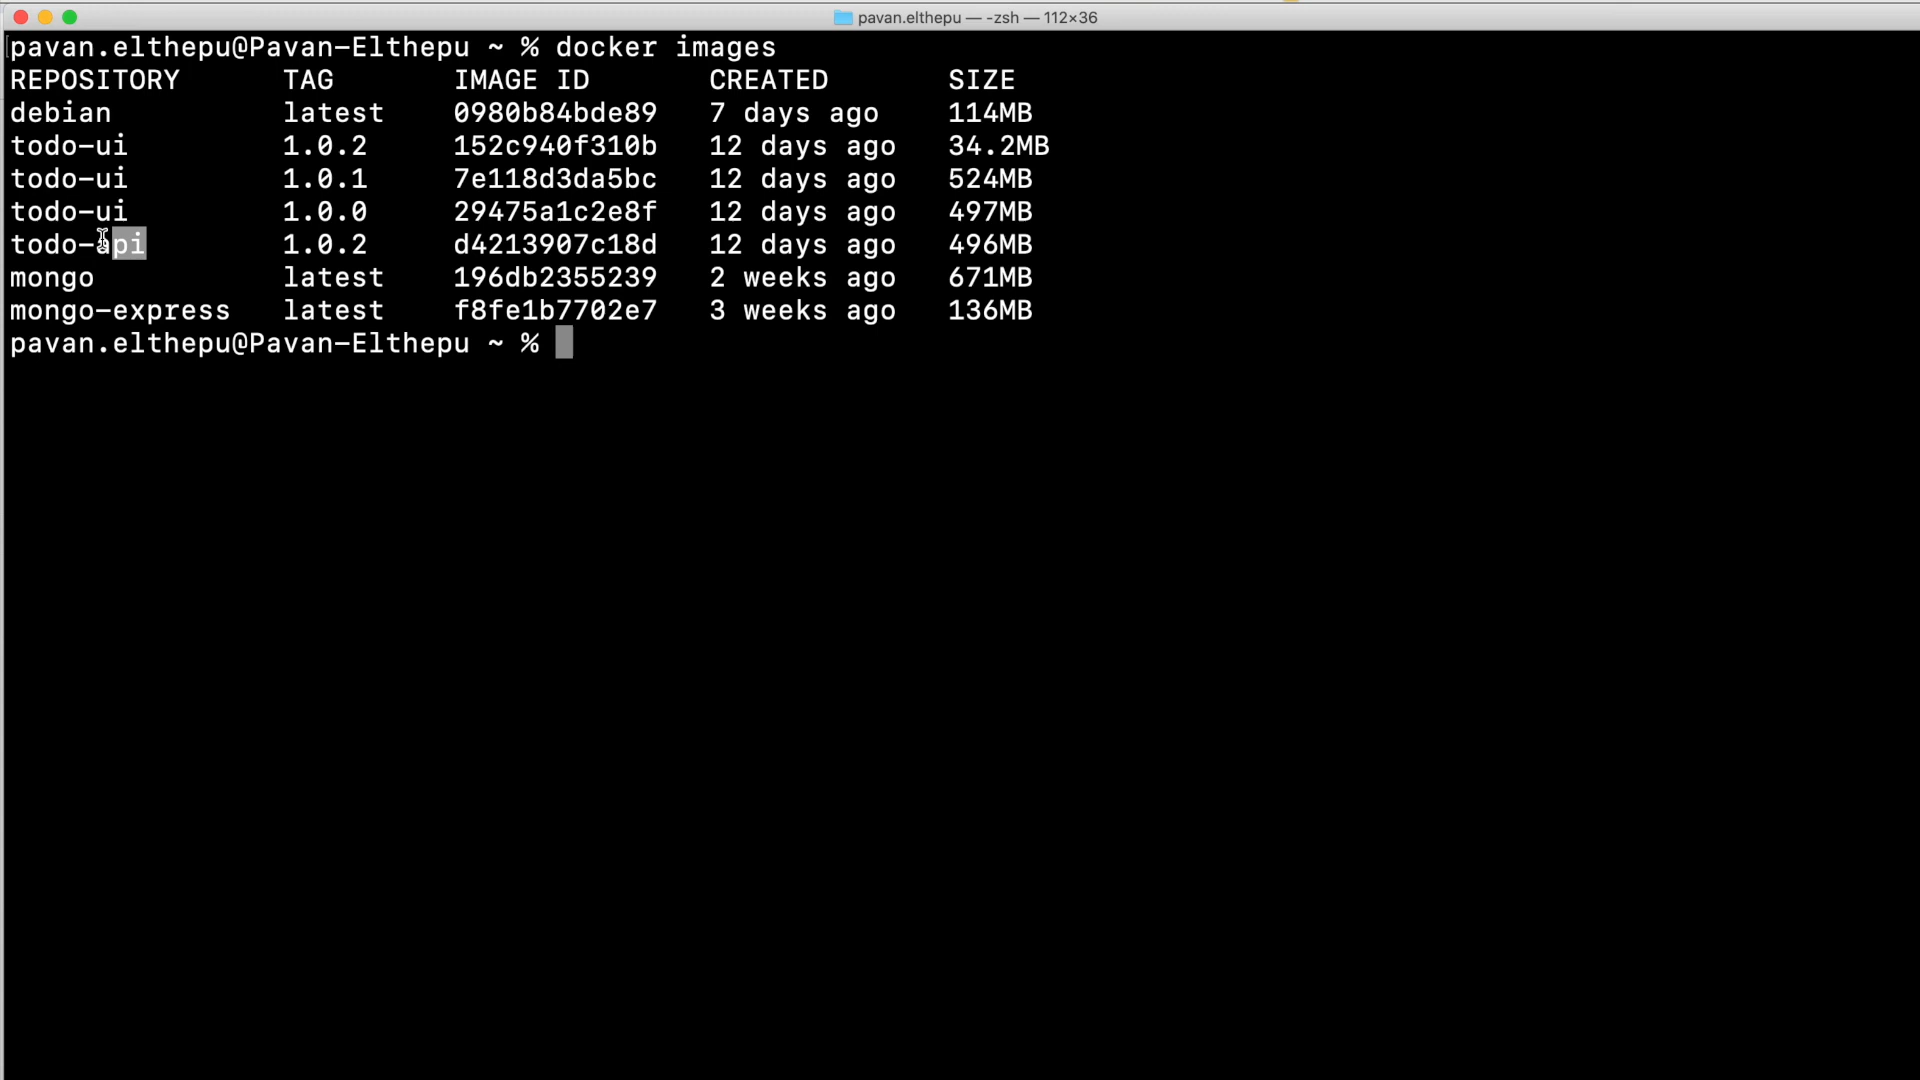 pavan.elthepu — -zsh — 112×36
pavan.elthepu@Pavan-Elthepu ~ % docker images
REPOSITORY TAG IMAGE ID CREATED SIZE
debian latest 0980b84bde89 7 days ago 114MB
todo-ui 1.0.2 152c940f310b 12 days ago 34.2MB
todo-ui 1.0.1 7e118d3da5bc 12 days ago 524MB
todo-ui 1.0.0 29475a1c2e8f 12 days ago 497MB
todo-api 1.0.2 d4213907c18d 12 days ago 496MB
mongo latest 196db2355239 2 weeks ago 671MB
mongo-express latest f8fe1b7702e7 3 weeks ago 136MB
pavan.elthepu@Pavan-Elthepu ~ %